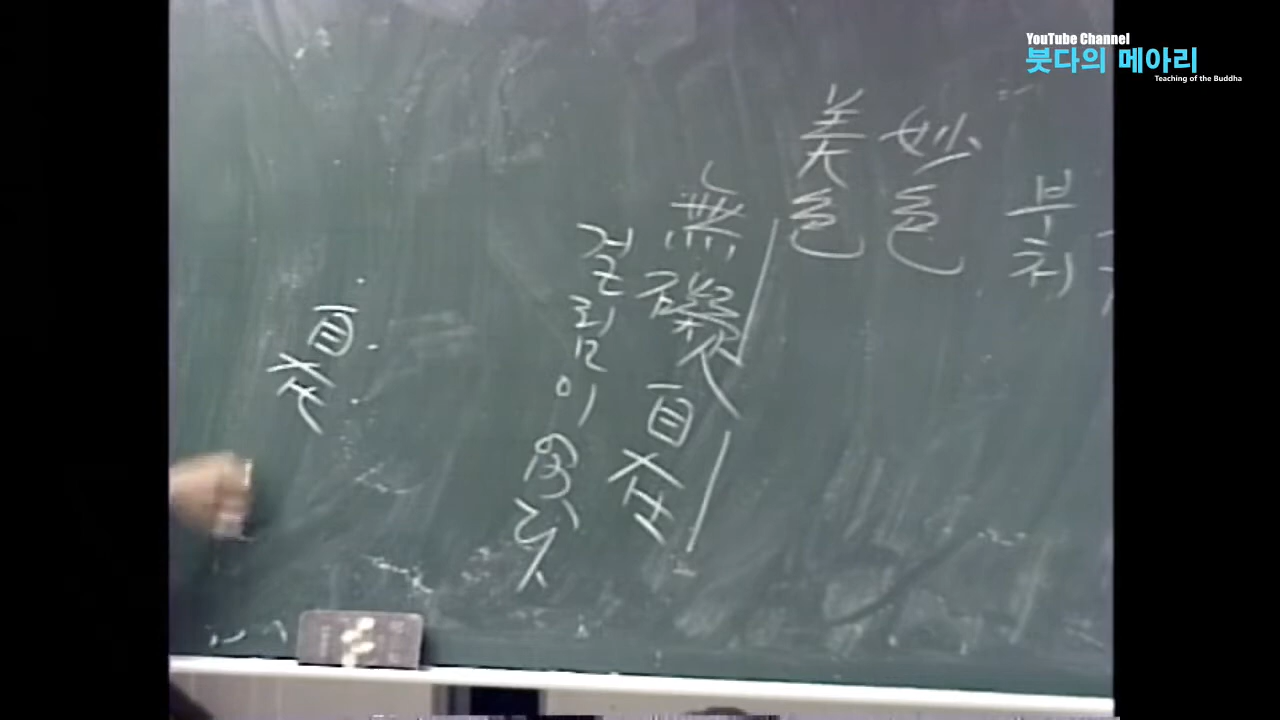 YouTube Channel
붓다의 메아리
Teaching of the Buddha
부처
妙色
美色
無礙自在
걸림이 없
自在